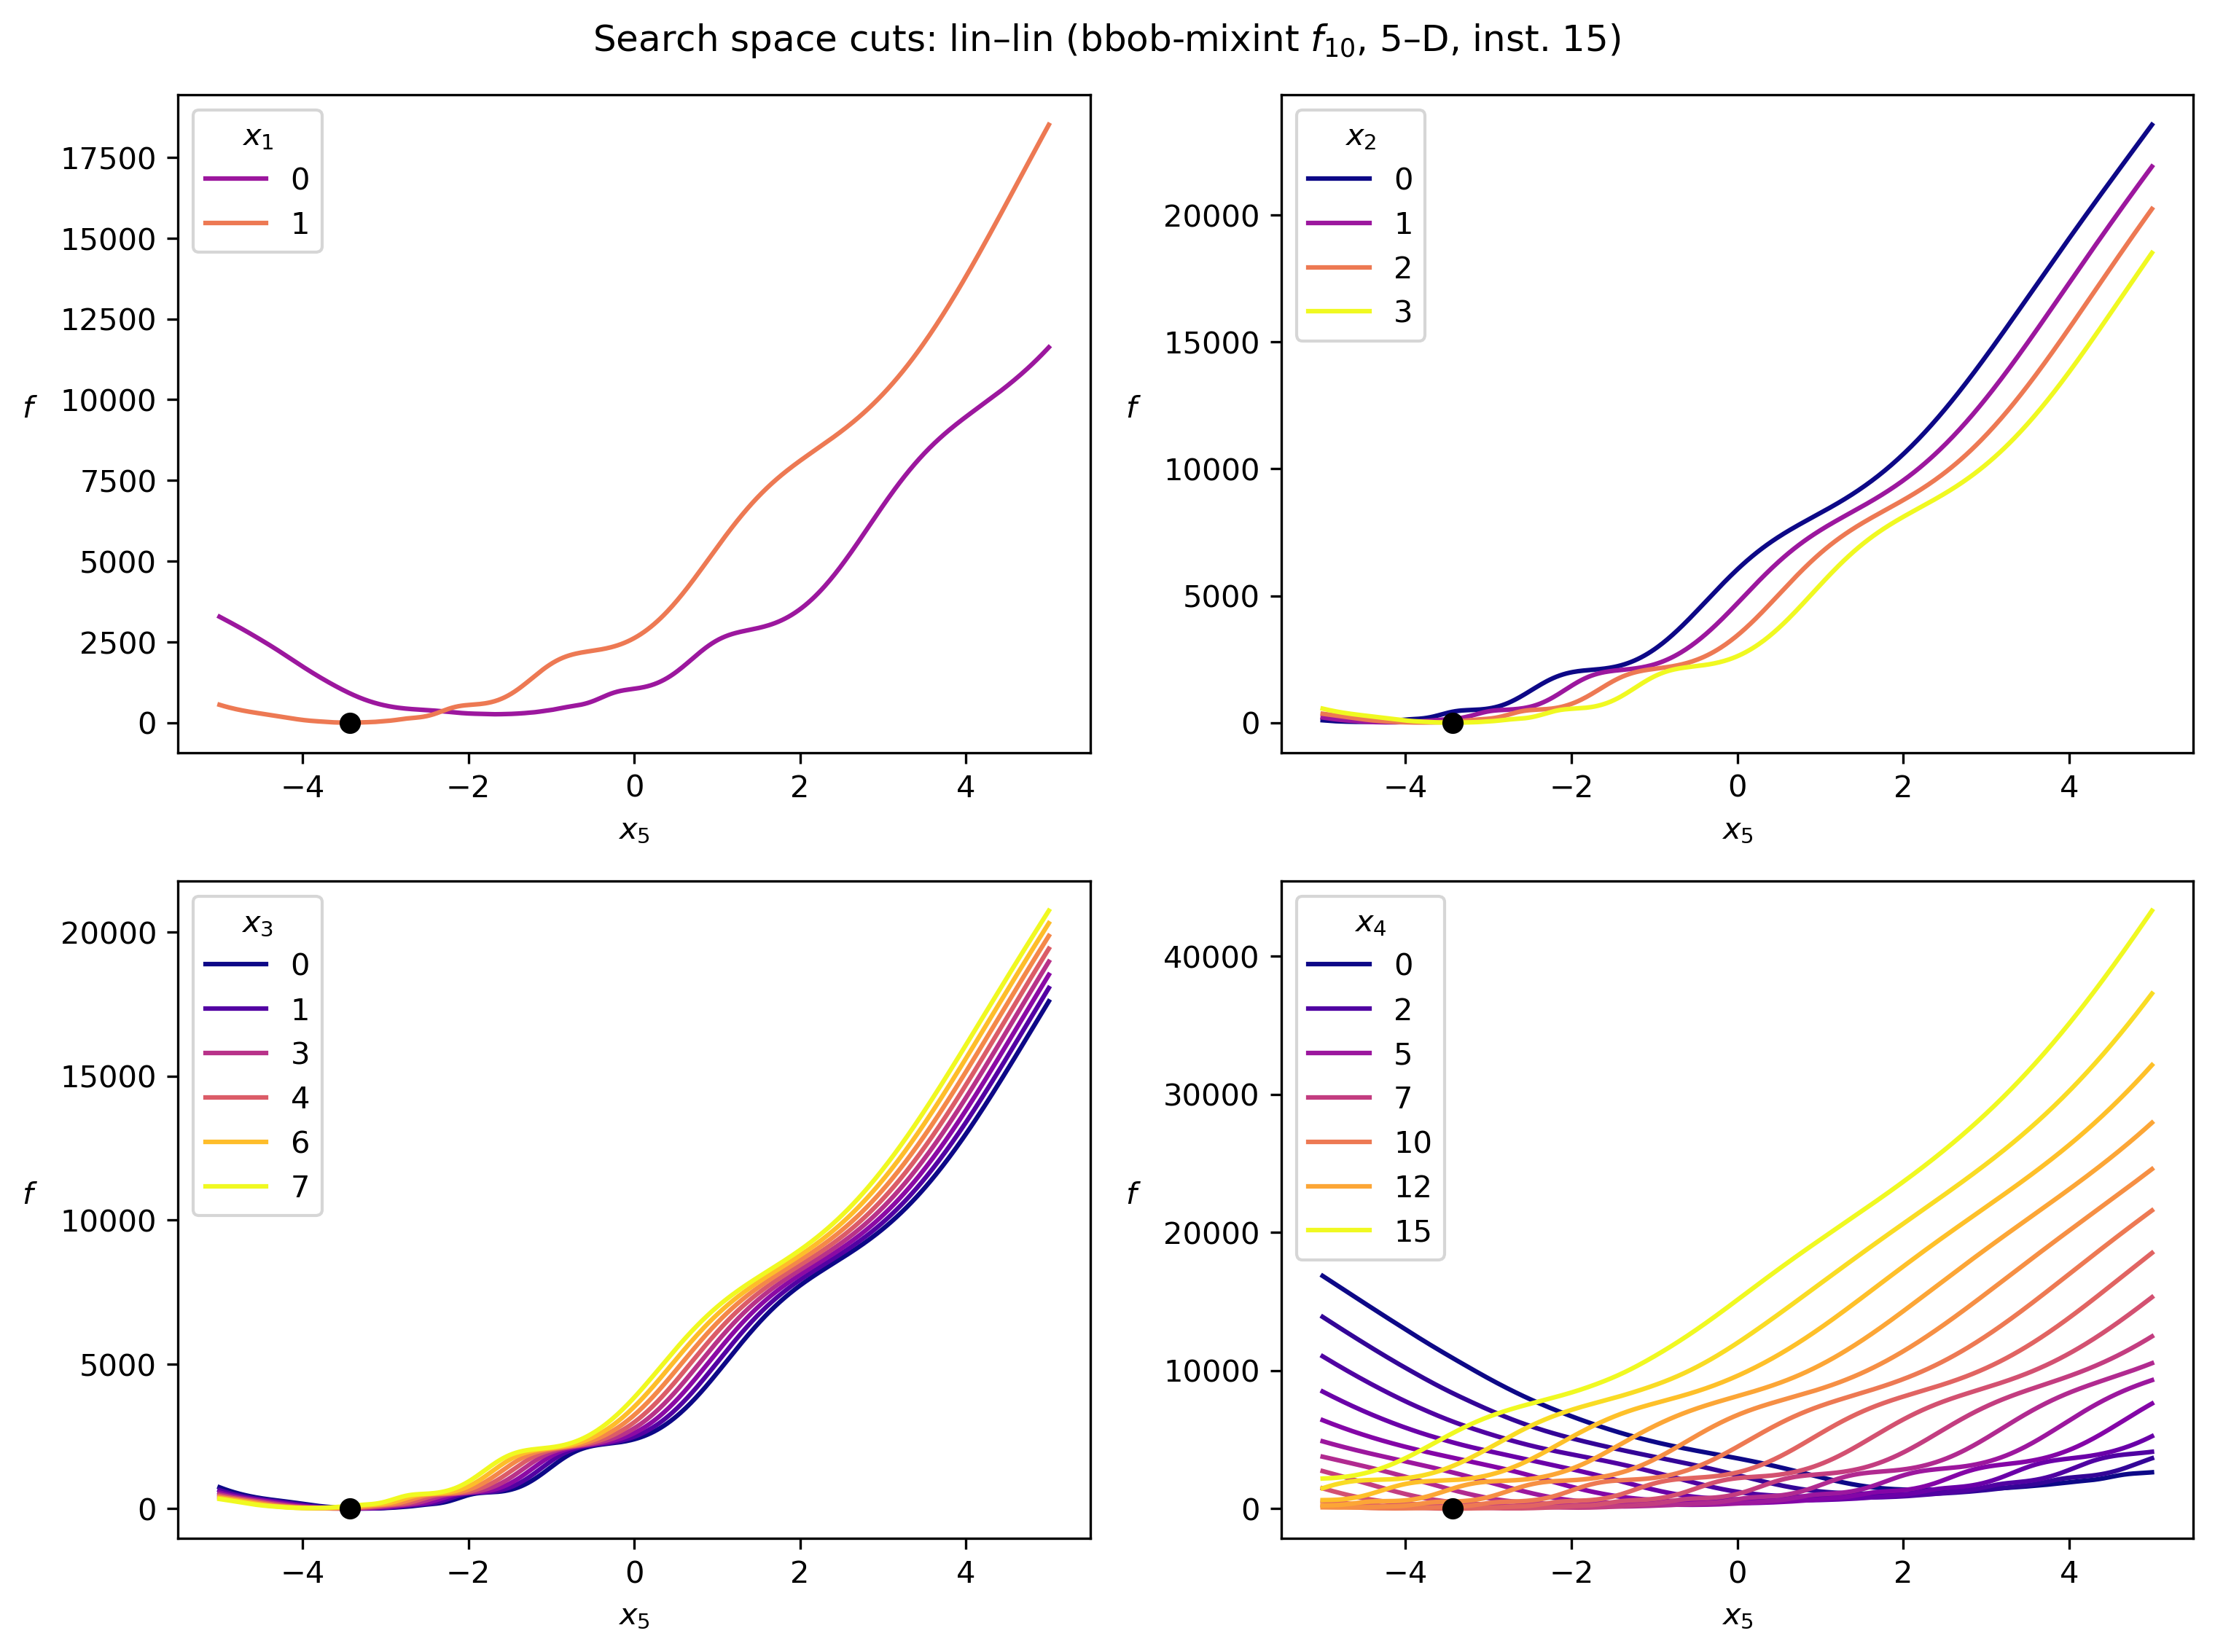 Search space cuts: lin–lin (bbob-mixint f₁₀, 5–D, inst. 15)
x₁
0
1
17500
15000
12500
10000
7500
5000
2500
0
f
−4 −2 0 2 4
x₅
x₂
0
1
2
3
20000
15000
10000
5000
0
f
−4 −2 0 2 4
x₅
x₃
0
1
3
4
6
7
20000
15000
10000
5000
0
f
−4 −2 0 2 4
x₅
x₄
0
2
5
7
10
12
15
40000
30000
20000
10000
0
f
−4 −2 0 2 4
x₅